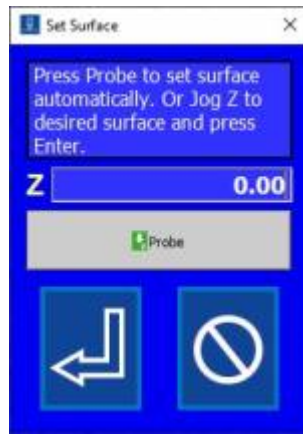 Set Surface
Press Probe to set surface
automatically. Or Jog Z to
desired surface and press
Enter.
Z 0.00
Probe